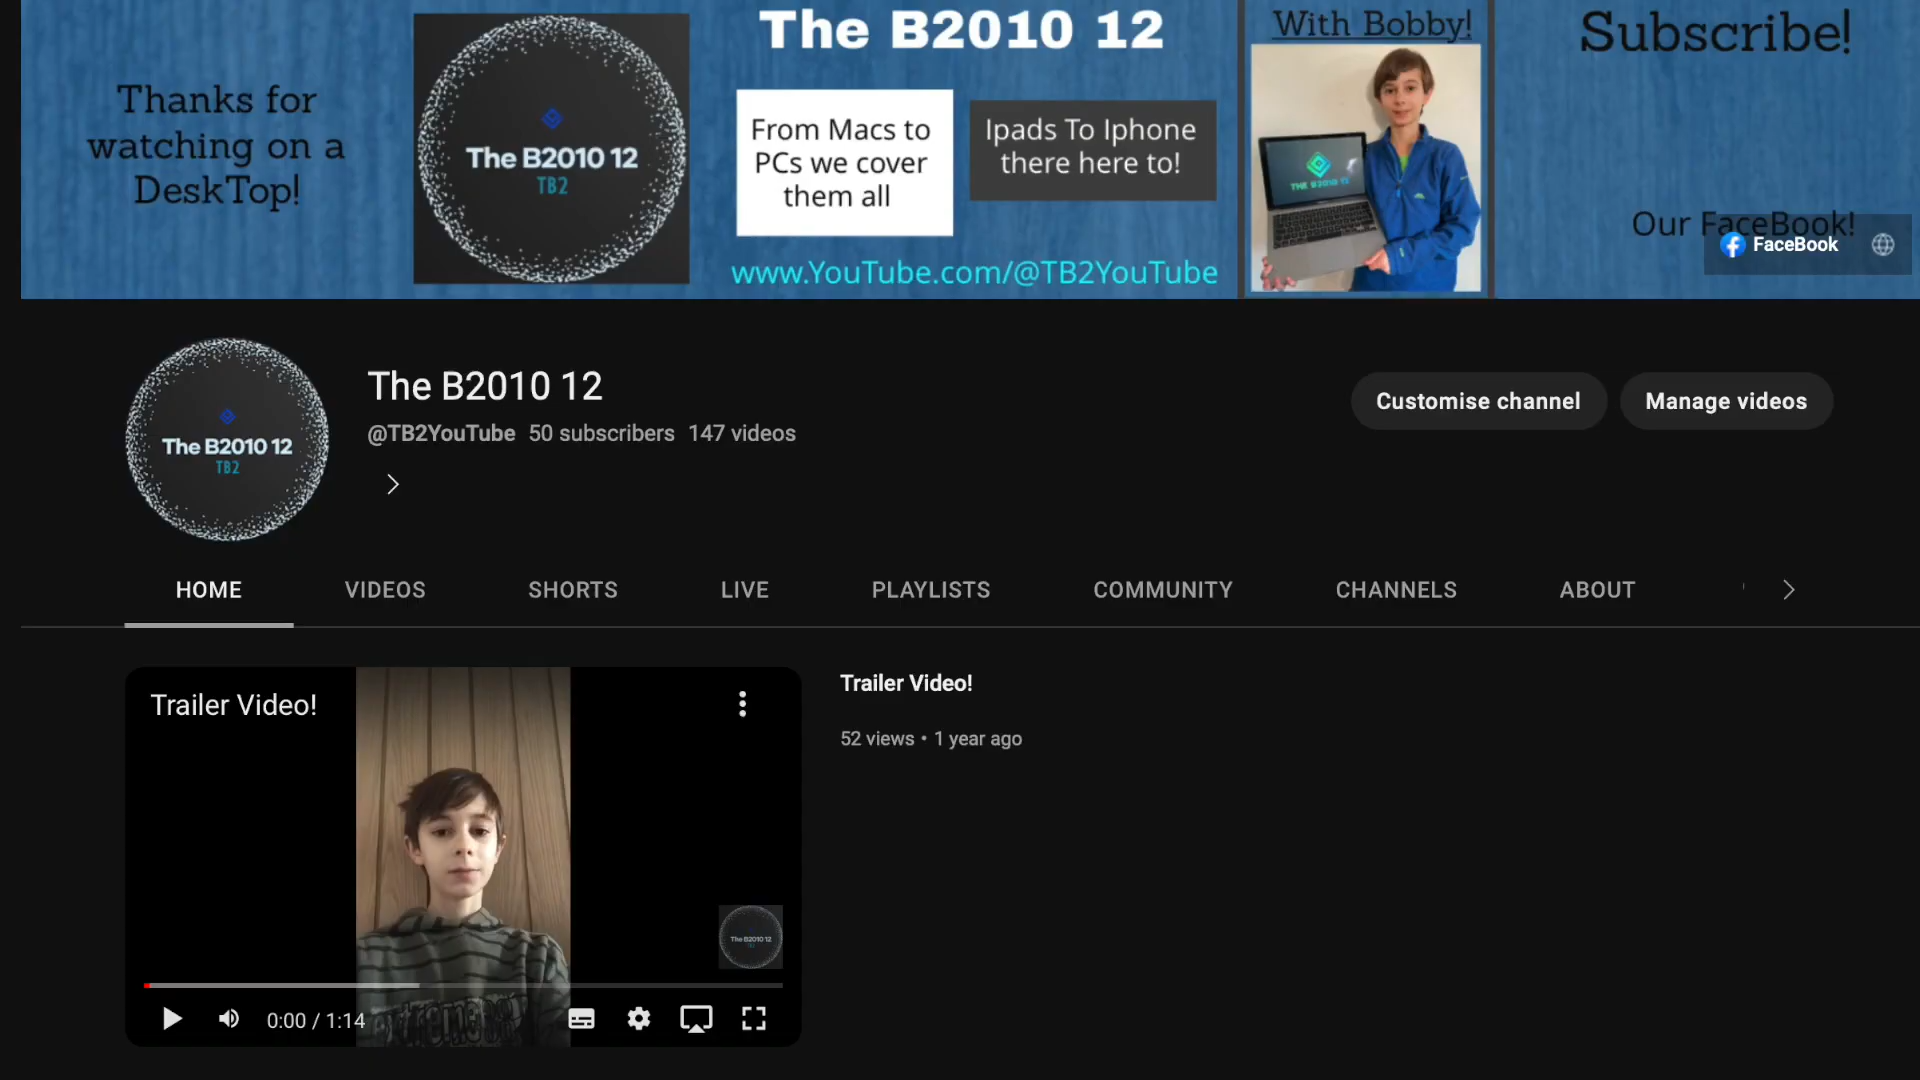 Thanks for
watching on a
DeskTop!
The B2010 12
TB2
The B2010 12
From Macs to
PCs we cover
them all
Ipads To Iphone
there here to!
www.YouTube.com/@TB2YouTube
With Bobby!
THE B2010 12
Subscribe!
Our FaceBook!
FaceBook
The B2010 12
TB2
The B2010 12
@TB2YouTube 50 subscribers 147 videos
Customise channel
Manage videos
HOME
VIDEOS
SHORTS
LIVE
PLAYLISTS
COMMUNITY
CHANNELS
ABOUT
Trailer Video!
The B2010 12
0:00 / 1:14
Trailer Video!
52 views • 1 year ago